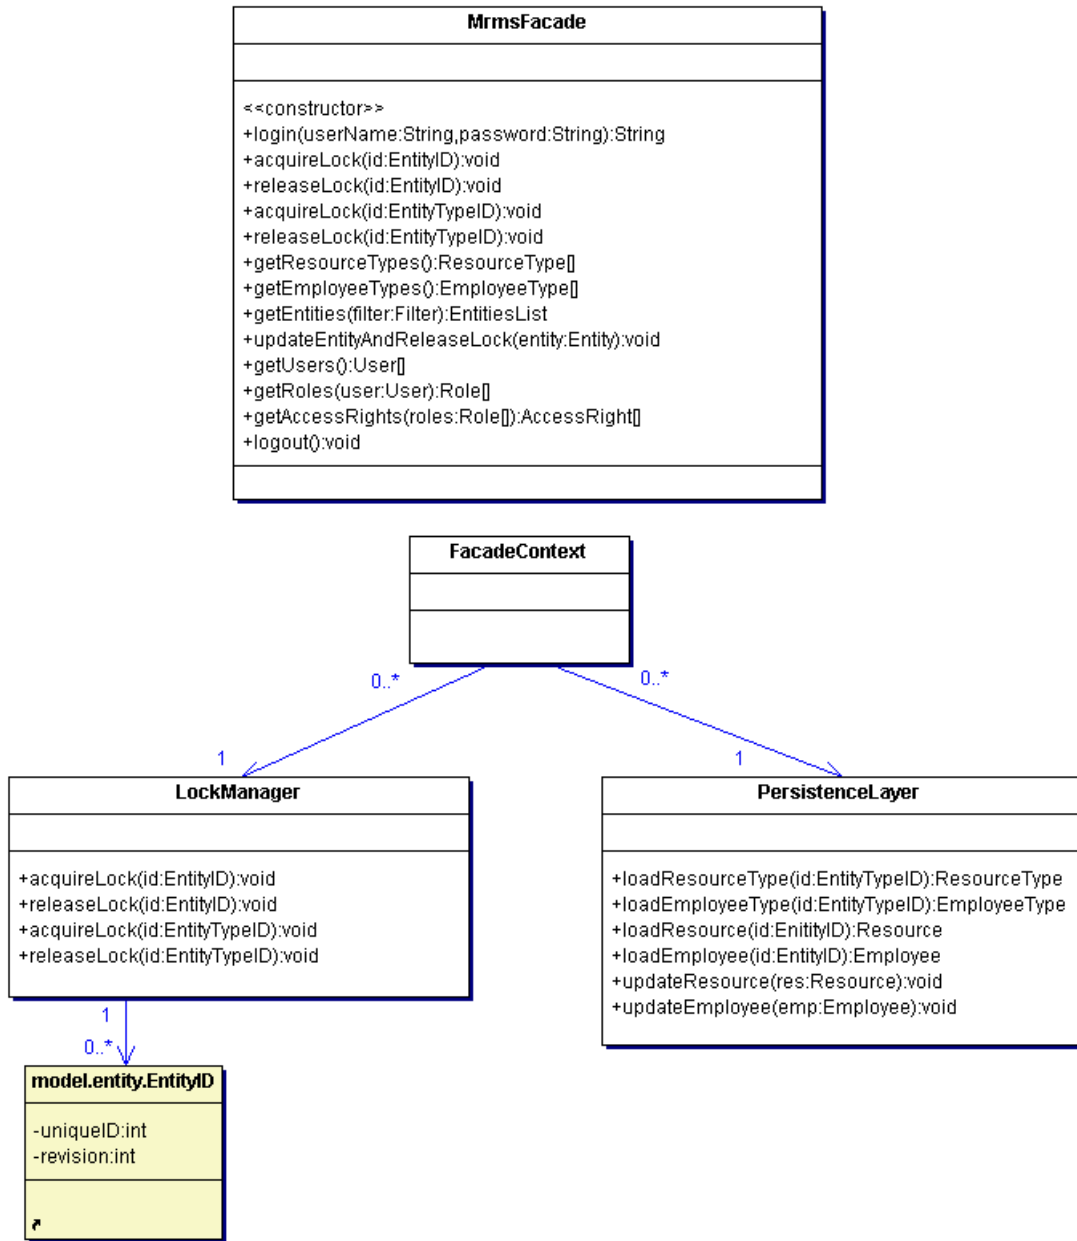 MrmsFacade
<<constructor>>
+login(userName:String,password:String):String
+acquireLock(id:EntityID):void
+releaseLock(id:EntityID):void
+acquireLock(id:EntityTypeID):void
+releaseLock(id:EntityTypeID):void
+getResourceTypes():ResourceType[]
+getEmployeeTypes():EmployeeType[]
+getEntities(filter:Filter):EntitiesList
+updateEntityAndReleaseLock(entity:Entity):void
+getUsers():User[]
+getRoles(user:User):Role[]
+getAccessRights(roles:Role[]):AccessRight[]
+logout():void
FacadeContext
0..*
0..*
1
1
LockManager
+acquireLock(id:EntityID):void
+releaseLock(id:EntityID):void
+acquireLock(id:EntityTypeID):void
+releaseLock(id:EntityTypeID):void
PersistenceLayer
+loadResourceType(id:EntityTypeID):ResourceType
+loadEmployeeType(id:EntityTypeID):EmployeeType
+loadResource(id:EnitityID):Resource
+loadEmployee(id:EntityID):Employee
+updateResource(res:Resource):void
+updateEmployee(emp:Employee):void
1
0..*
model.entity.EntityID
-uniqueID:int
-revision:int